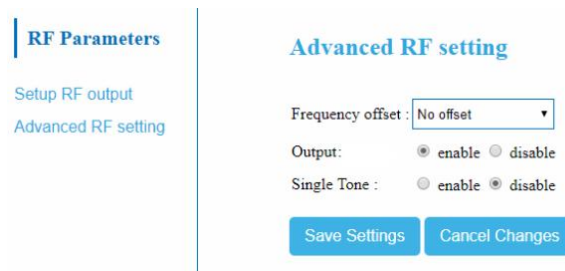 RF Parameters
Setup RF output
Advanced RF setting
Advanced RF setting
Frequency offset : No offset
Output: enable disable
Single Tone : enable disable
Save Settings Cancel Changes